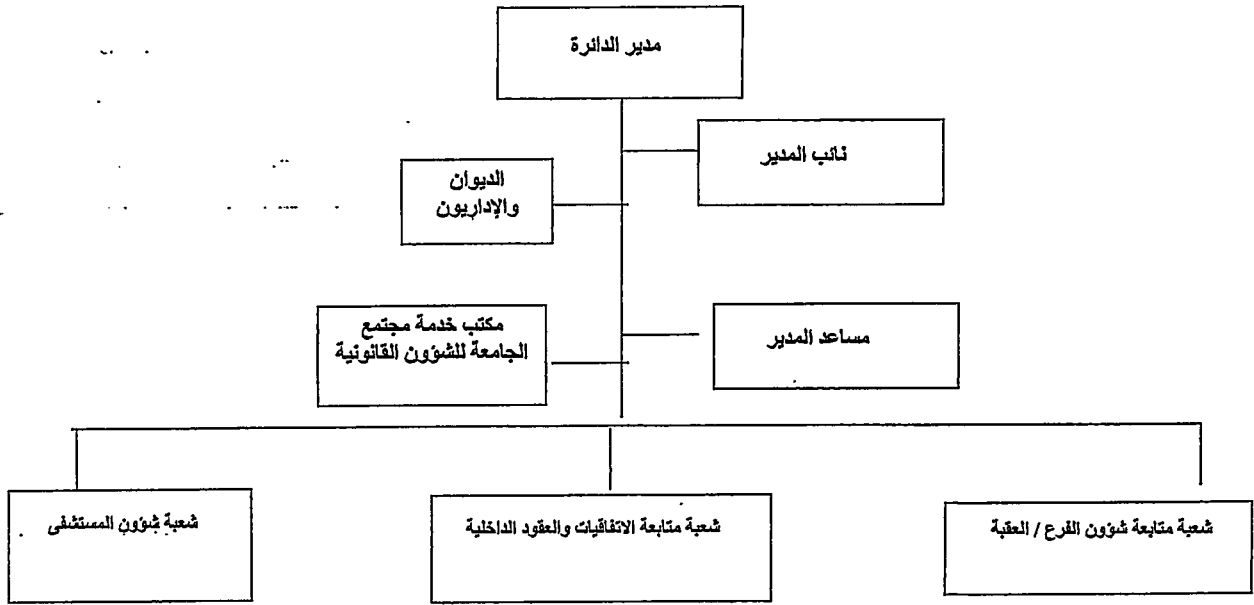 مدير الدائرة
نائب المدير
الديوان
والإداريون
مساعد المدير
مكتب خدمة مجتمع
الجامعة للشؤون القانونية
شعبة متابعة شؤون الفرع / العقبة
شعبة متابعة الاتفاقيات والعقود الداخلية
شعبة شؤون المستشفى